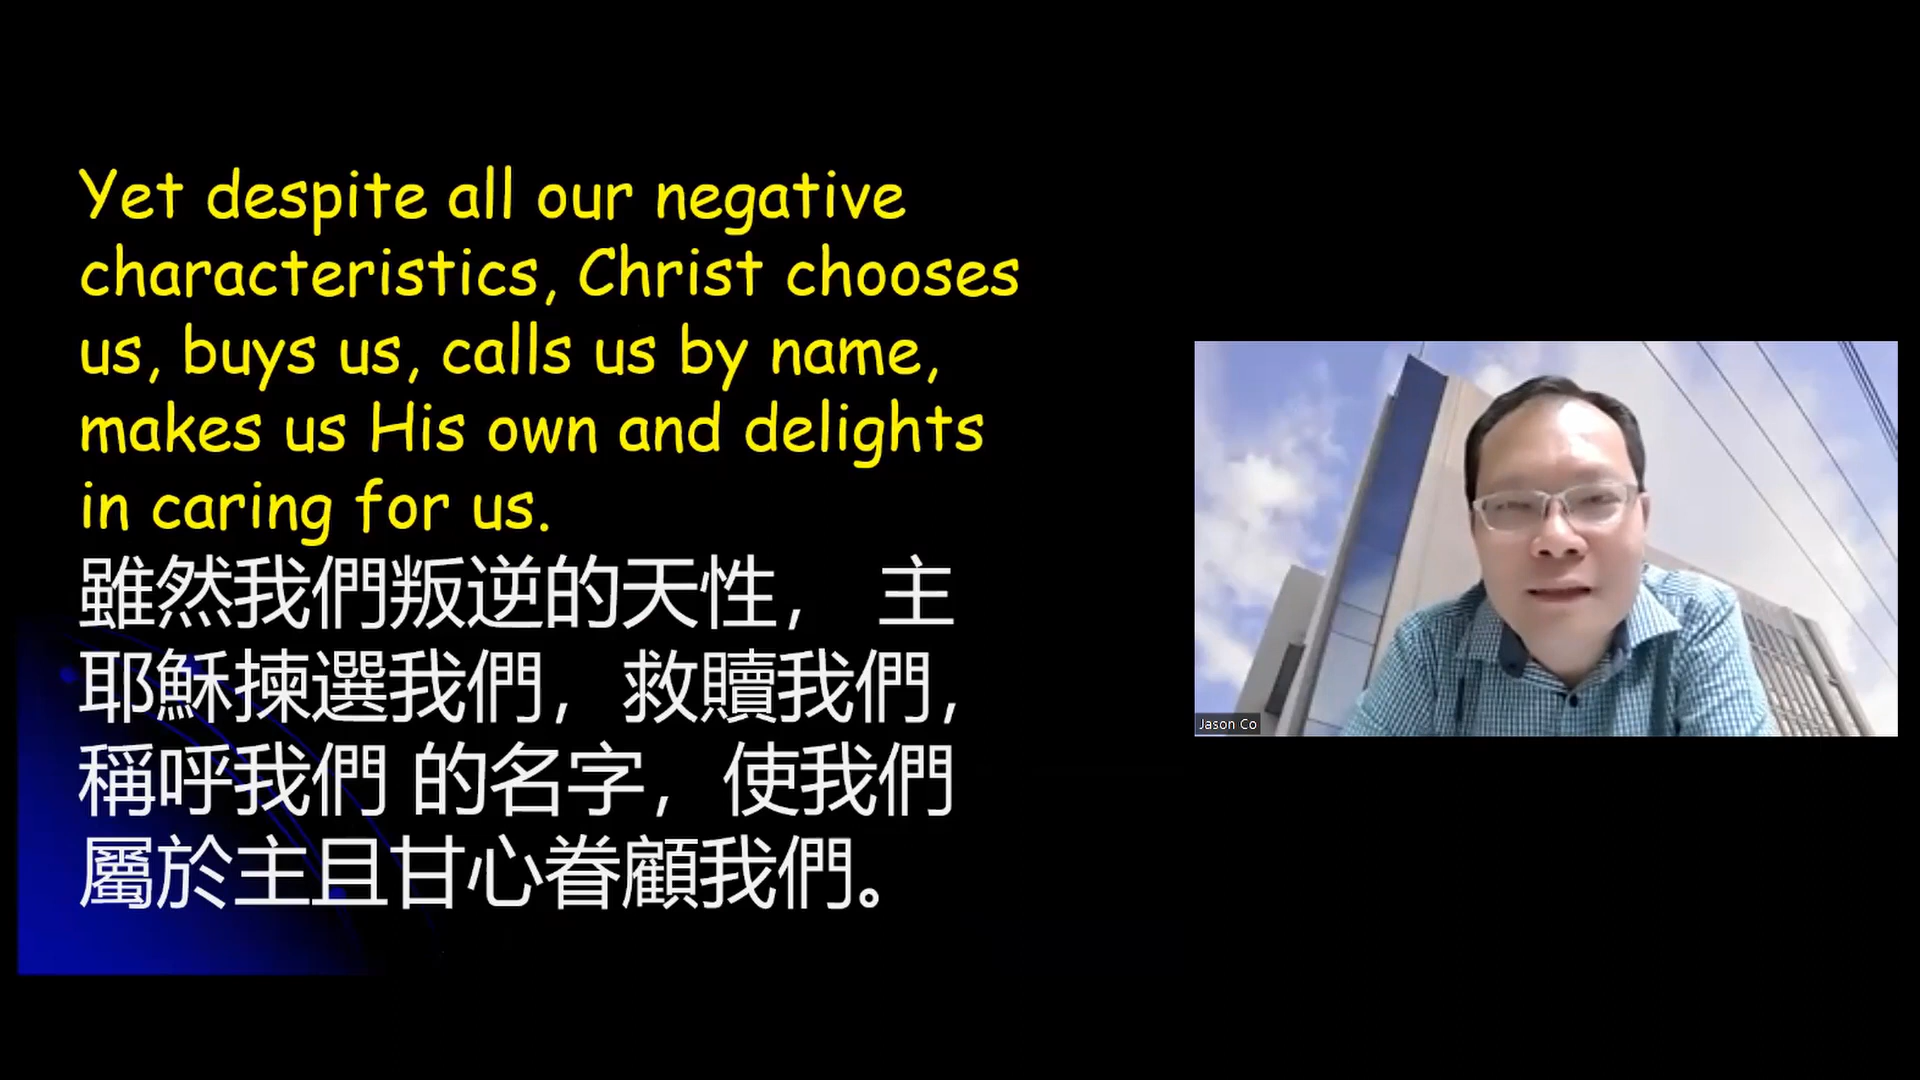 Yet despite all our negative
characteristics, Christ chooses
us, buys us, calls us by name,
makes us His own and delights
in caring for us.
雖然我們叛逆的天性， 主
耶穌揀選我們，救贖我們，
稱呼我們 的名字，使我們
屬於主且甘心眷顧我們。
Jason Co